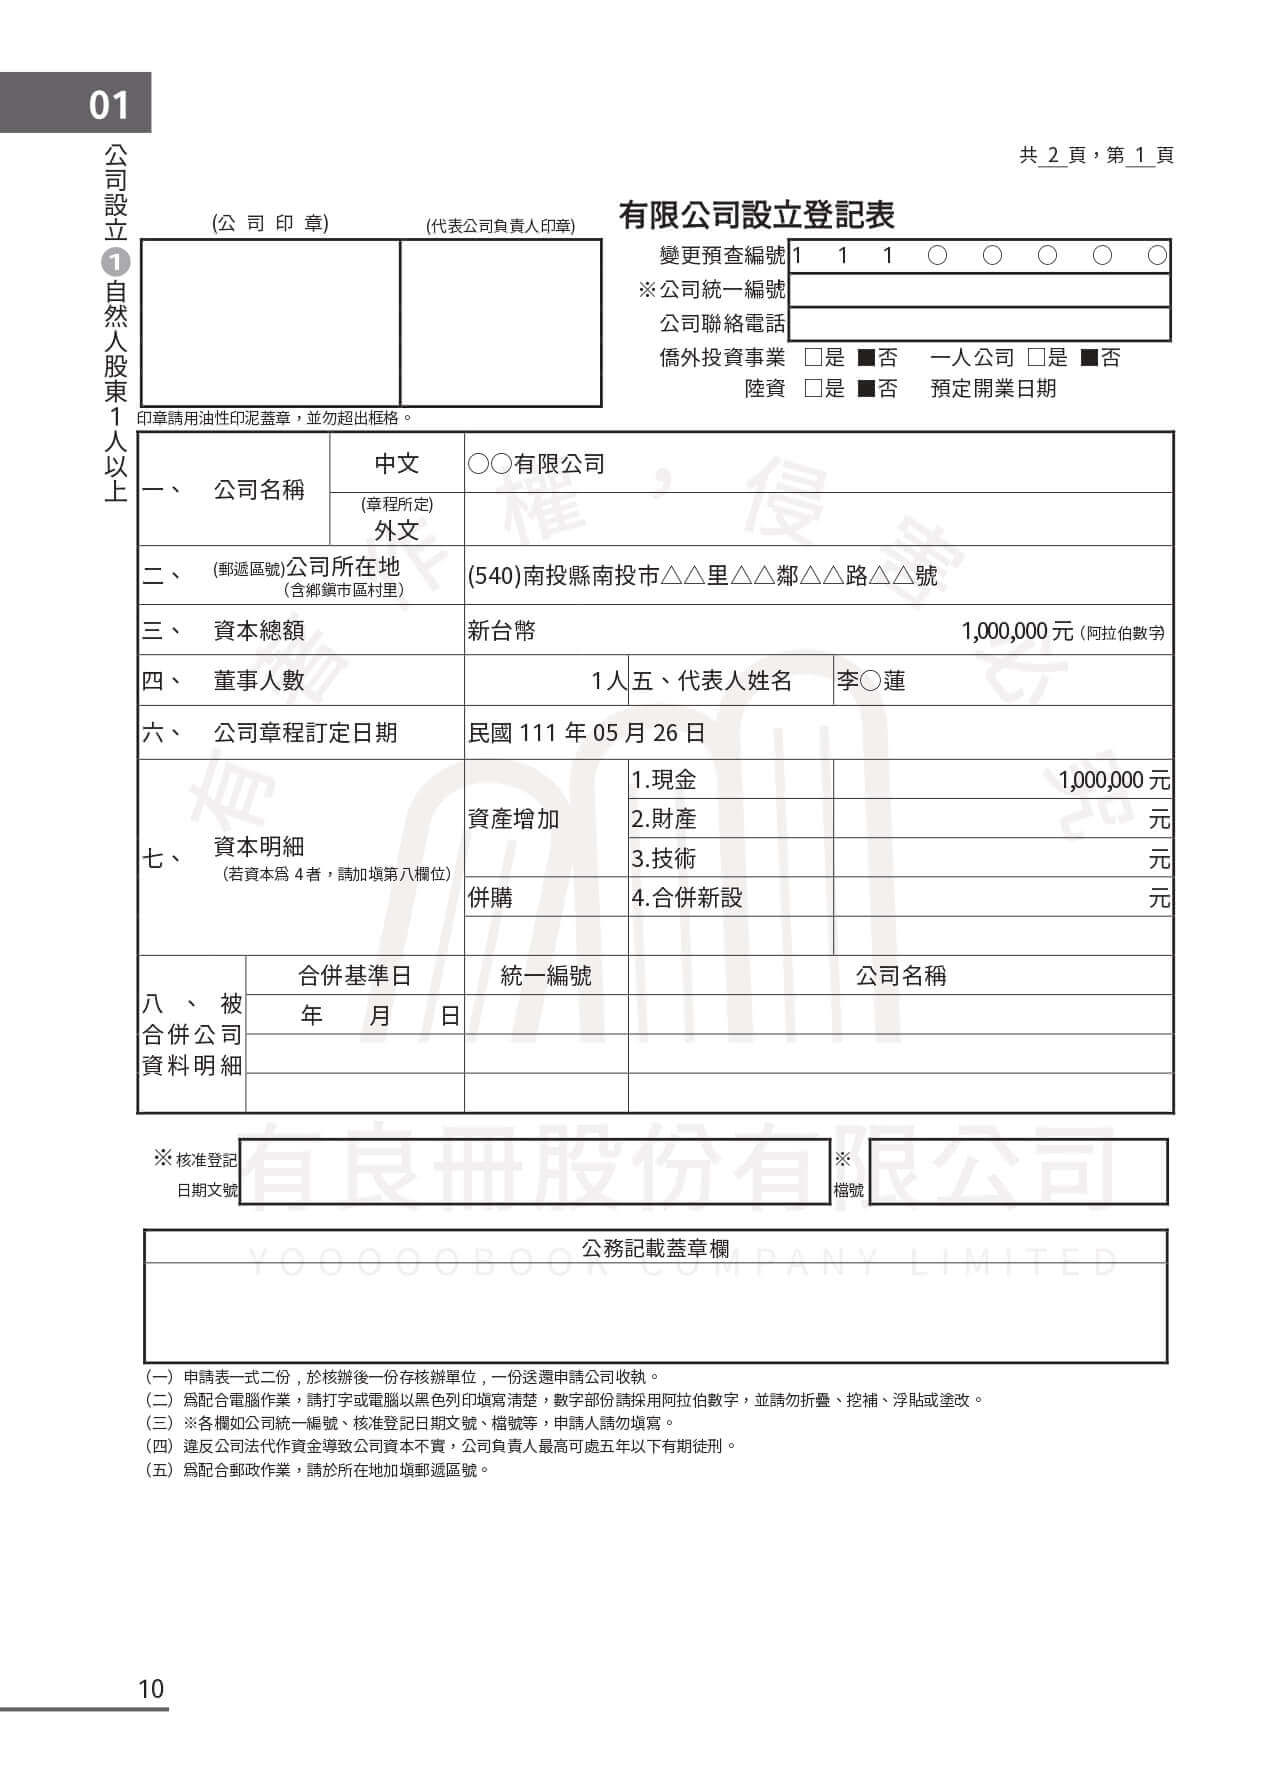 01
公司設立
1
自然人股東1人以上
共 2 頁，第 1 頁
有限公司設立登記表
(公 司 印 章)
(代表公司負責人印章)
變更預查編號 1 1 1 ○ ○ ○ ○ ○
※公司統一編號
公司聯絡電話
僑外投資事業 □是 ■否 一人公司 □是 ■否
陸資 □是 ■否 預定開業日期
印章請用油性印泥蓋章，並勿超出框格。
一、 公司名稱
中文
○○有限公司
(章程所定)
外文
二、 (郵遞區號)公司所在地
（含鄉鎮市區村里）
(540)南投縣南投市△△里△△鄰△△路△△號
三、 資本總額
新台幣 1,000,000 元（阿拉伯數字）
四、 董事人數
1人
五、代表人姓名
李○蓮
六、 公司章程訂定日期
民國 111 年 05 月 26 日
七、 資本明細
（若資本為 4 者，請加填第八欄位）
資產增加
1.現金
1,000,000 元
2.財產
元
3.技術
元
併購
4.合併新設
元
八、被
合併公司
資料明細
合併基準日
統一編號
公司名稱
年 月 日
※核准登記
日期文號
※
檔號
公務記載蓋章欄
（一）申請表一式二份，於核辦後一份存核辦單位，一份送還申請公司收執。
（二）為配合電腦作業，請打字或電腦以黑色列印填寫清楚，數字部份請採用阿拉伯數字，並請勿折疊、挖補、浮貼或塗改。
（三）※各欄如公司統一編號、核准登記日期文號、檔號等，申請人請勿填寫。
（四）違反公司法代作資金導致公司資本不實，公司負責人最高可處五年以下有期徒刑。
（五）為配合郵政作業，請於所在地加填郵遞區號。
10
有著作權，侵害必究
有良冊股份有限公司
YOOOOOBOOK COMPANY LIMITED